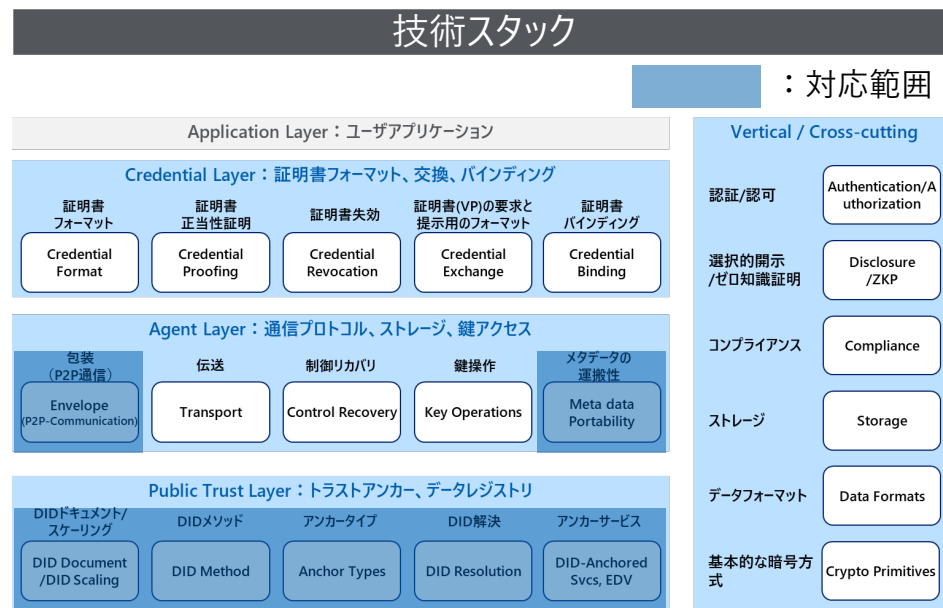 技術スタック
：対応範囲
Application Layer：ユーザアプリケーション
Credential Layer：証明書フォーマット、交換、バインディング
証明書
フォーマット
証明書
正当性証明
証明書失効
証明書(VP)の要求と
提示用のフォーマット
証明書
バインディング
Credential
Format
Credential
Proofing
Credential
Revocation
Credential
Exchange
Credential
Binding
Agent Layer：通信プロトコル、ストレージ、鍵アクセス
包装
（P2P通信）
伝送
制御リカバリ
鍵操作
メタデータの
運搬性
Envelope
(P2P-Communication)
Transport
Control Recovery
Key Operations
Meta data
Portability
Public Trust Layer：トラストアンカー、データレジストリ
DIDドキュメント/
スケーリング
DIDメソッド
アンカータイプ
DID解決
アンカーサービス
DID Document
/DID Scaling
DID Method
Anchor Types
DID Resolution
DID-Anchored
Svcs, EDV
Vertical / Cross-cutting
認証/認可
Authentication/A
uthorization
選択的開示
/ゼロ知識証明
Disclosure
/ZKP
コンプライアンス
Compliance
ストレージ
Storage
データフォーマット
Data Formats
基本的な暗号方
式
Crypto Primitives